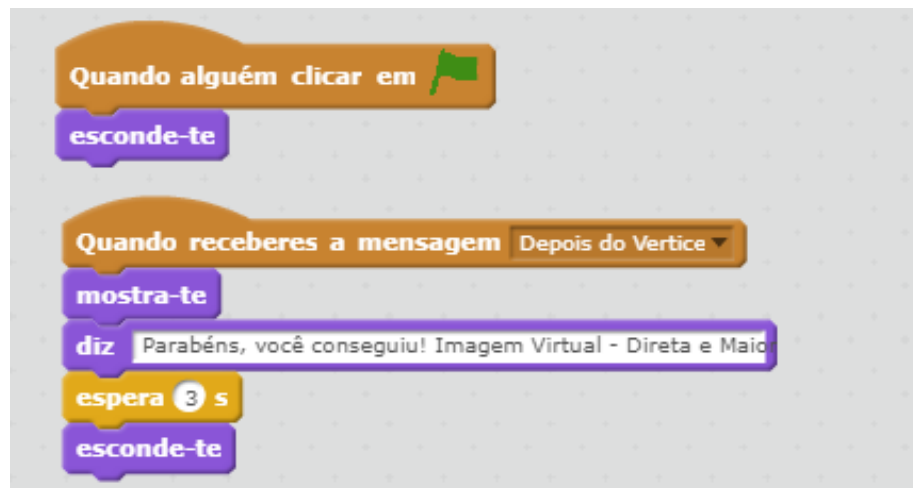 Quando alguém clicar em
esconde-te
Quando receberes a mensagem Depois do Vertice
mostra-te
diz Parabéns, você conseguiu! Imagem Virtual - Direta e Maior
espera 3 s
esconde-te